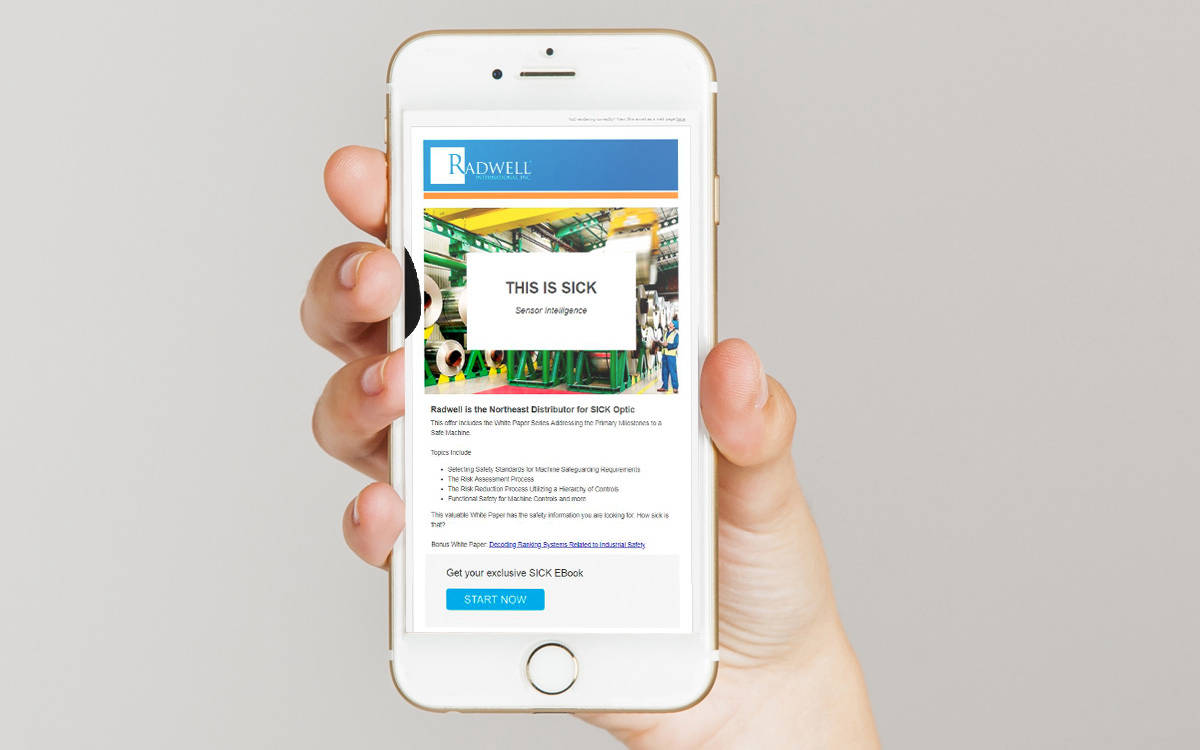 Not rendering correctly? View this email as a web page here.
RADWELL
INTERNATIONAL INC.
THIS IS SICK
Sensor Intelligence
Radwell is the Northeast Distributor for SICK Optic
This offer includes the White Paper Series Addressing the Primary Milestones to a
Safe Machine.
Topics Include
• Selecting Safety Standards for Machine Safeguarding Requirements
• The Risk Assessment Process
• The Risk Reduction Process Utilizing a Hierarchy of Controls
• Functional Safety for Machine Controls and more
This valuable White Paper has the safety information you are looking for. How sick is
that?
Bonus White Paper: Decoding Ranking Systems Related to Industrial Safety
Get your exclusive SICK EBook
START NOW